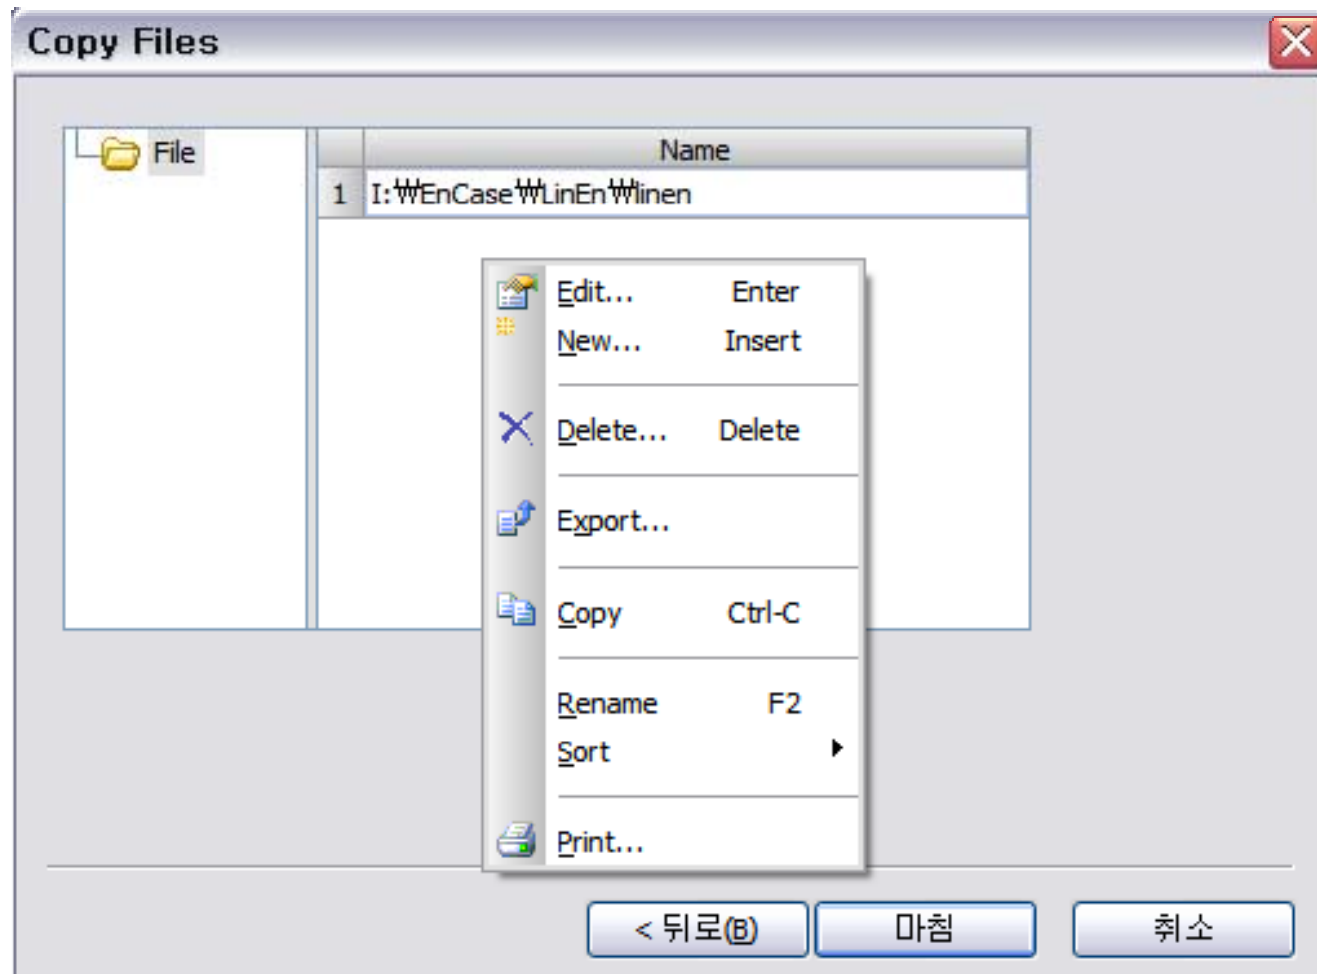 Copy Files
File
Name
1 I:₩EnCase₩LinEn₩linen
Edit... Enter
New... Insert
Delete... Delete
Export...
Copy Ctrl-C
Rename F2
Sort
Print...
< 뒤로(B) 마침 취소